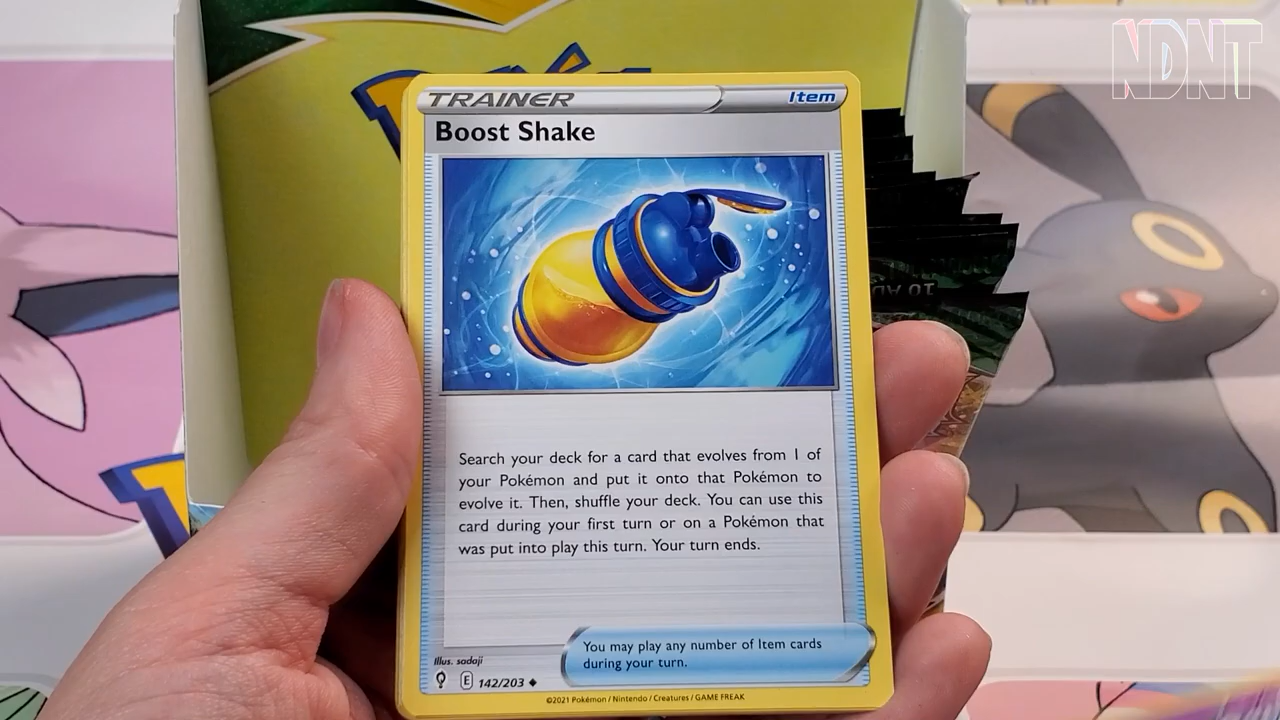 NDNT
TRAINER
Item
Boost Shake
10 AD
Search your deck for a card that evolves from 1 of
your Pokémon and put it onto that Pokémon to
evolve it. Then, shuffle your deck. You can use this
card during your first turn or on a Pokémon that
was put into play this turn. Your turn ends.
You may play any number of Item cards
during your turn.
Illus. sadaji
E 142/203
©2021 Pokémon / Nintendo / Creatures / GAME FREAK